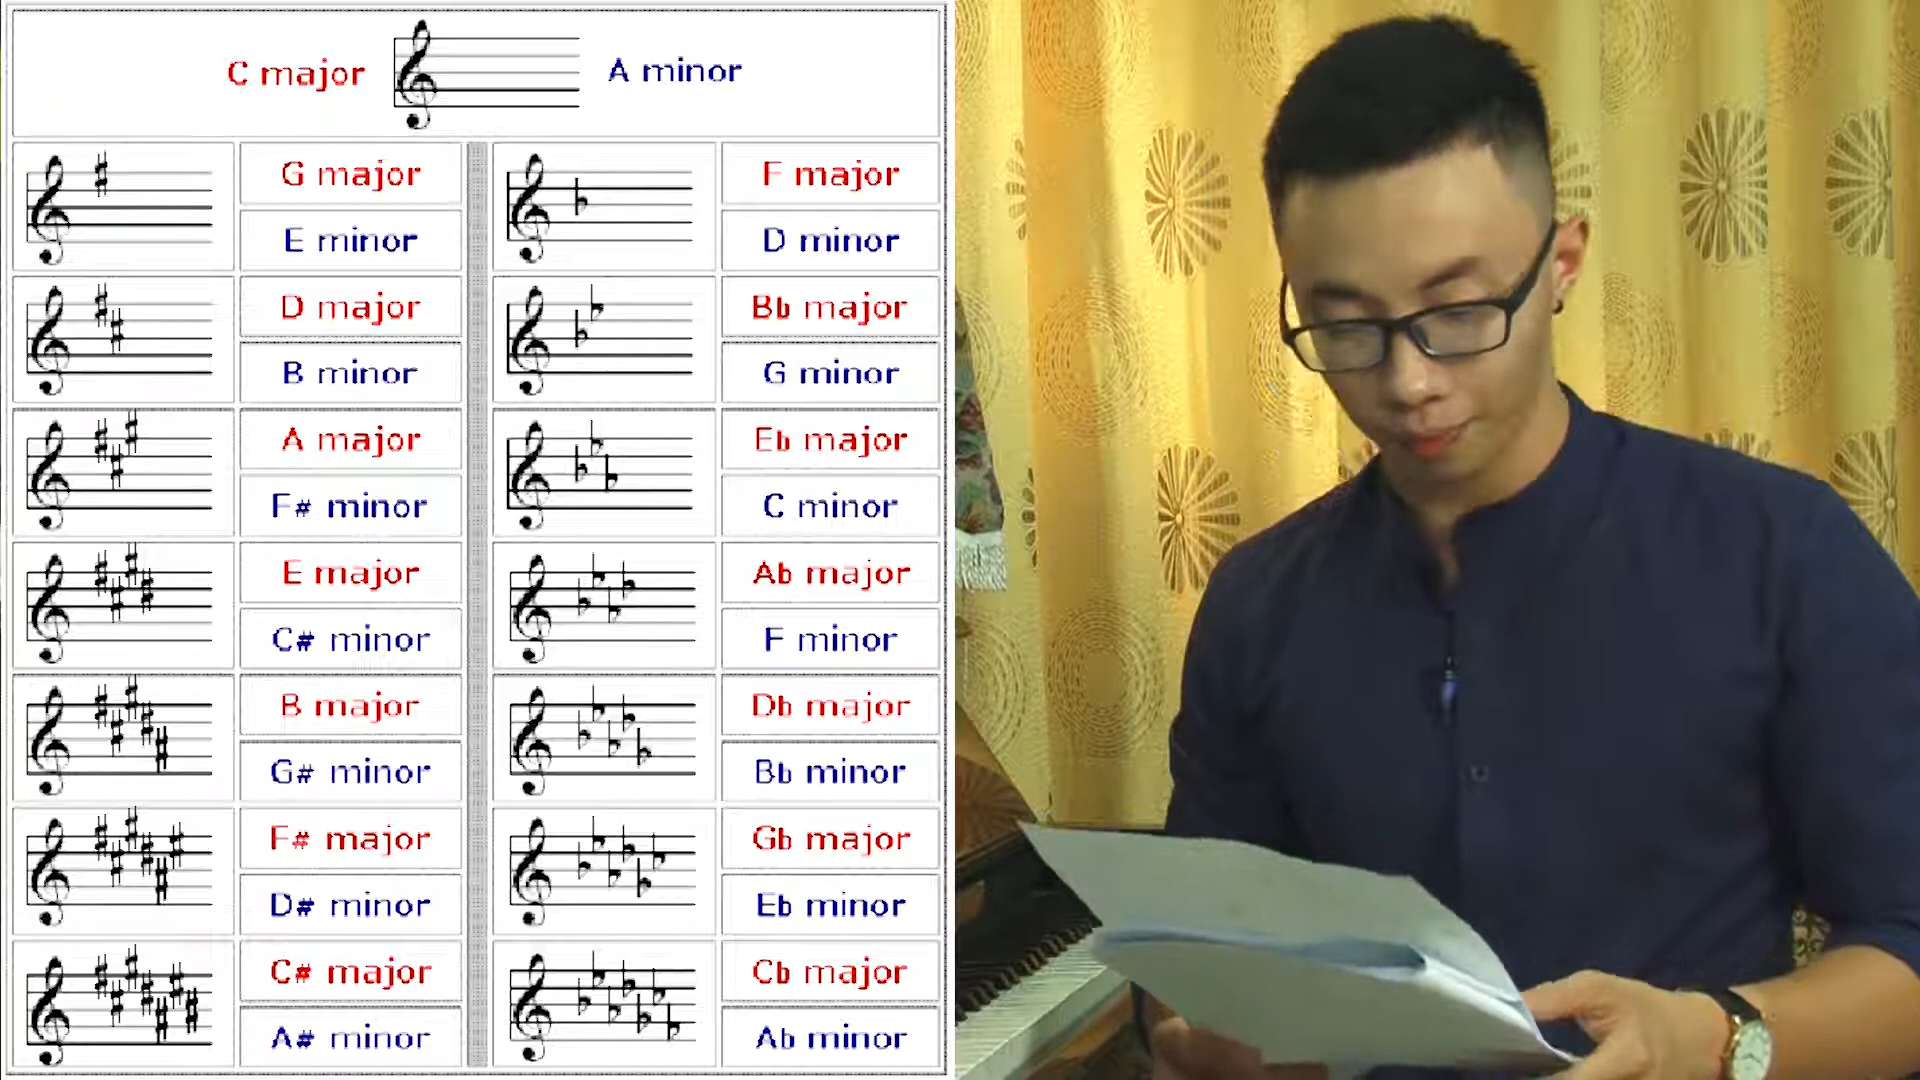 C major A minor
G major F major
E minor D minor
D major Bb major
B minor G minor
A major Eb major
F# minor C minor
E major Ab major
C# minor F minor
B major Db major
G# minor Bb minor
F# major Gb major
D# minor Eb minor
C# major Cb major
A# minor Ab minor